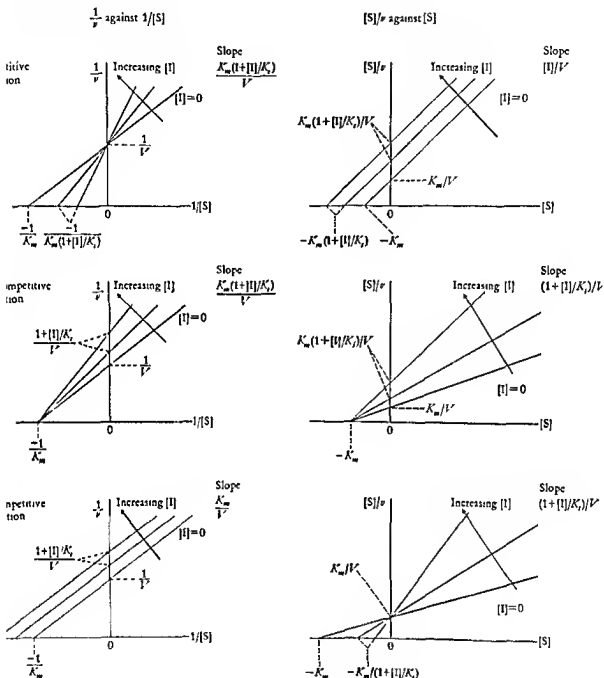 1/v against 1/[S]
[S]/v against [S]
itive
tion
1/v
Increasing [I]
[I]=0
Slope
Km(1+[I]/Ki)/V
1/V
1/[S]
0
-1/Km
-1/Km(1+[I]/Ki)
[S]/v
Increasing [I]
[I]=0
Slope
[I]/V
Km(1+[I]/Ki)/V
Km/V
[S]
0
-Km(1+[I]/Ki)
-Km
ompetitive
tion
1/v
Increasing [I]
[I]=0
Slope
Km(1+[I]/Ki)/V
1+[I]/Ki/V
1/V
1/[S]
0
-1/Km
[S]/v
Increasing [I]
Slope
(1+[I]/Ki)/V
Km(1+[I]/Ki)/V
[I]=0
Km/V
[S]
0
-Km
mpetitive
tion
1/v
Increasing [I]
[I]=0
Slope
Km/V
1+[I]/Ki/V
1/V
1/[S]
0
-1/Km
[S]/v
Increasing [I]
Slope
(1+[I]/Ki)/V
Km/V
[I]=0
[S]
0
-Km
-Km/(1+[I]/Ki)